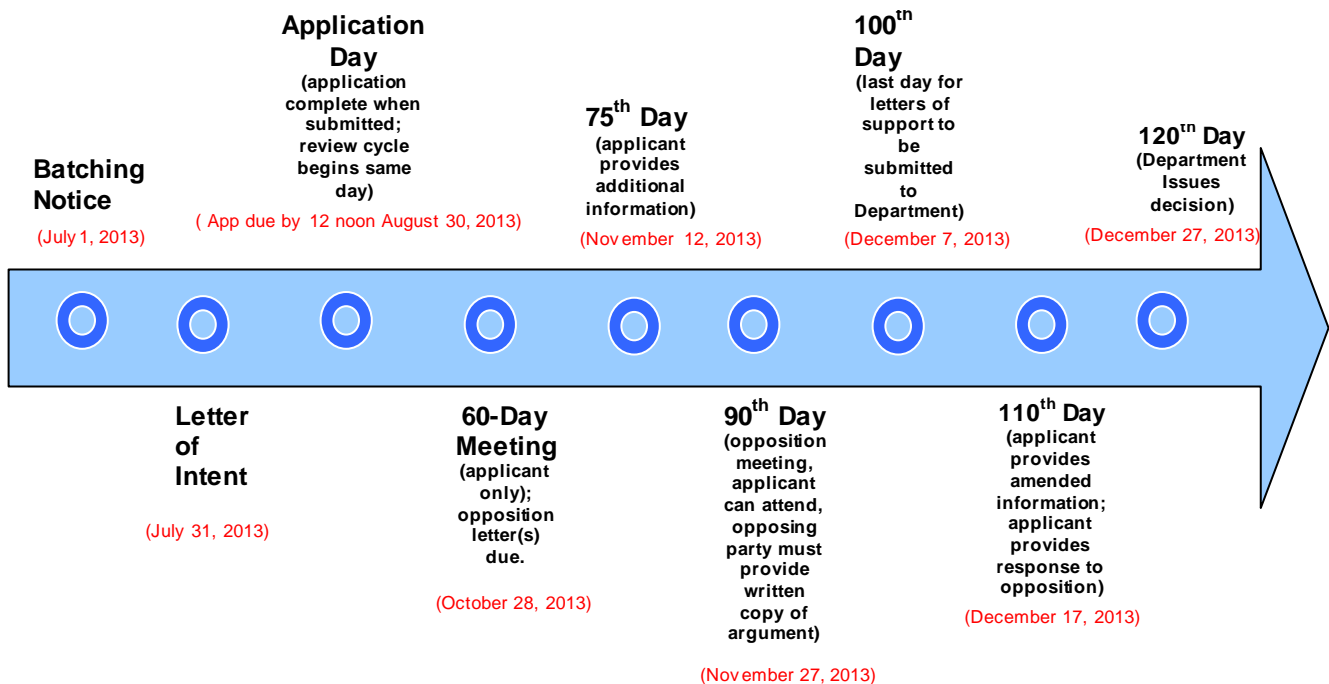 Batching
Notice
(July 1, 2013)
Letter
of
Intent
(July 31, 2013)
Application
Day
(application
complete when
submitted;
review cycle
begins same
day)
( App due by 12 noon August 30, 2013)
60-Day
Meeting
(applicant
only);
opposition
letter(s)
due.
(October 28, 2013)
75th Day
(applicant
provides
additional
information)
(November 12, 2013)
90th Day
(opposition
meeting,
applicant
can attend,
opposing
party must
provide
written
copy of
argument)
(November 27, 2013)
100th
Day
(last day for
letters of
support to
be
submitted
to
Department)
(December 7, 2013)
110th Day
(applicant
provides
amended
information;
applicant
provides
response to
opposition)
(December 17, 2013)
120th Day
(Department
Issues
decision)
(December 27, 2013)